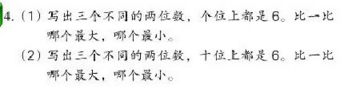 4.（1）写出三个不同的两位数，个位上都是6。比一比
哪个最大，哪个最小。
（2）写出三个不同的两位数，十位上都是6。比一比
哪个最大，哪个最小。